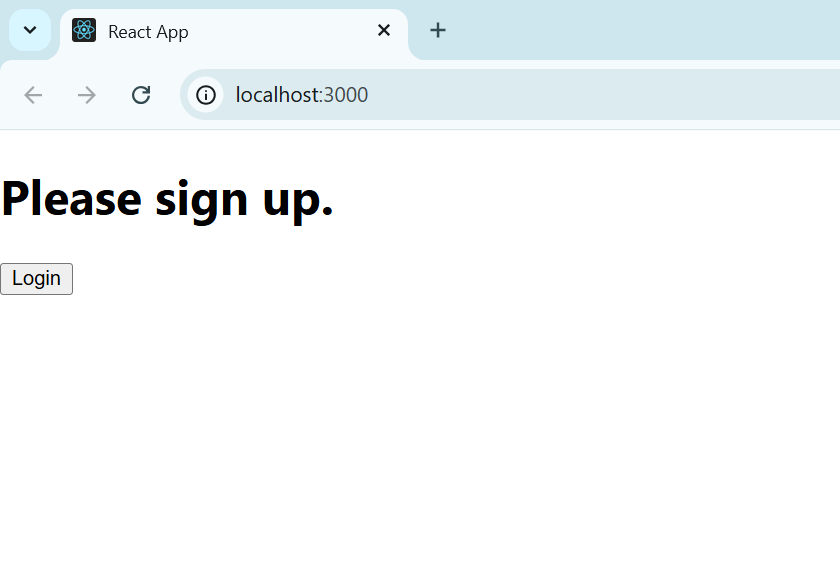 React App
localhost:3000
Please sign up.
Login